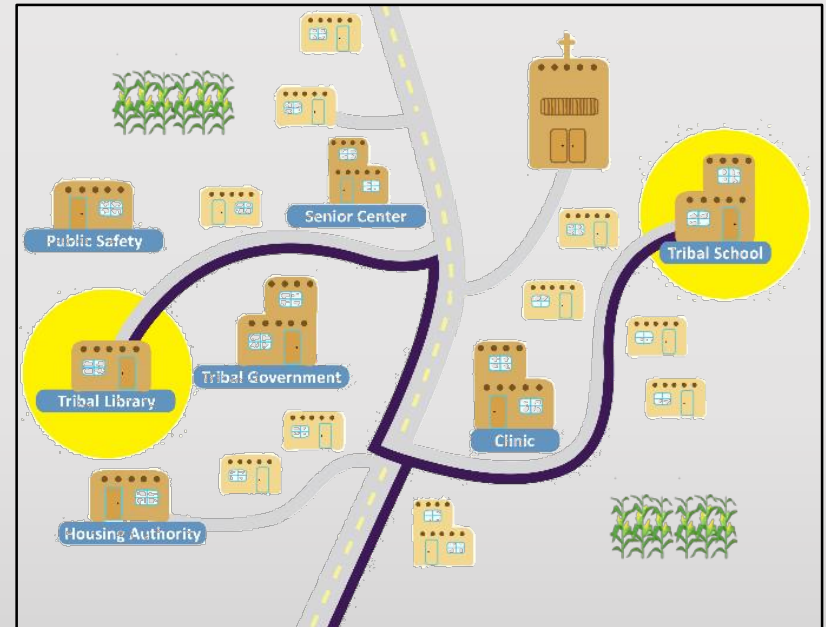 Senior Center
Public Safety
Tribal School
Tribal Government
Tribal Library
Clinic
Housing Authority